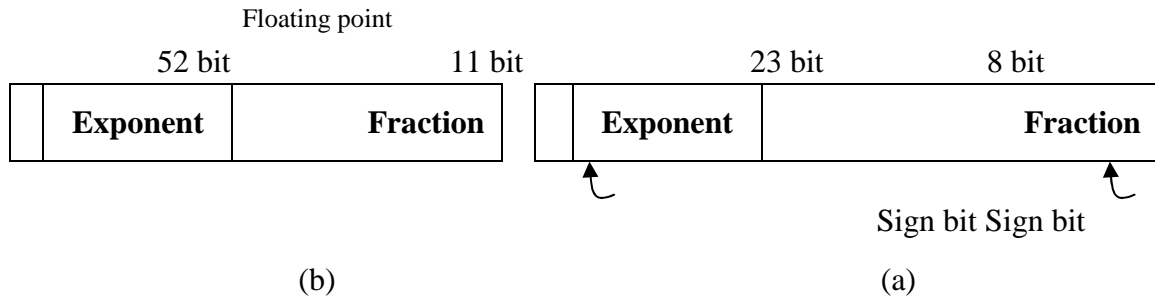 Floating point
52 bit 11 bit 23 bit 8 bit
Exponent Fraction Exponent Fraction
Sign bit Sign bit
(b) (a)